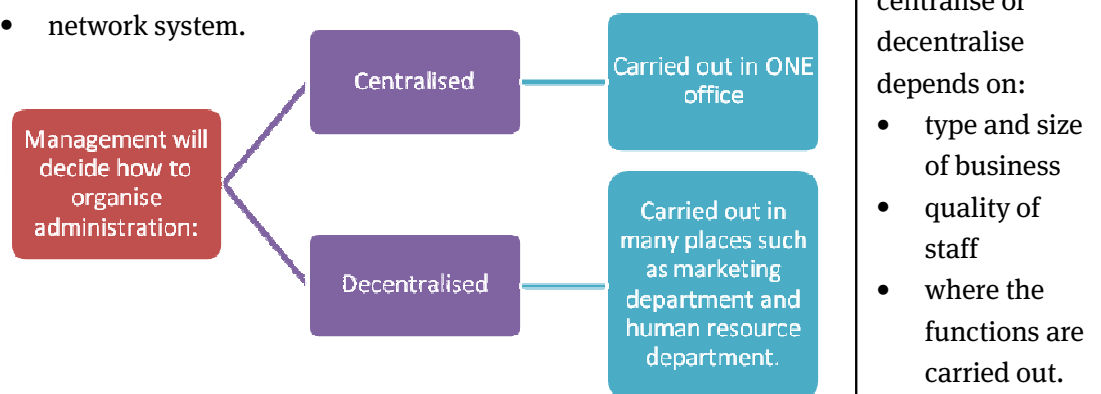 • network system.
Management will
decide how to
organise
administration:
Centralised
Carried out in ONE
office
Decentralised
Carried out in
many places such
as marketing
department and
human resource
department.
decentralise
depends on:
• type and size
of business
• quality of
staff
• where the
functions are
carried out.